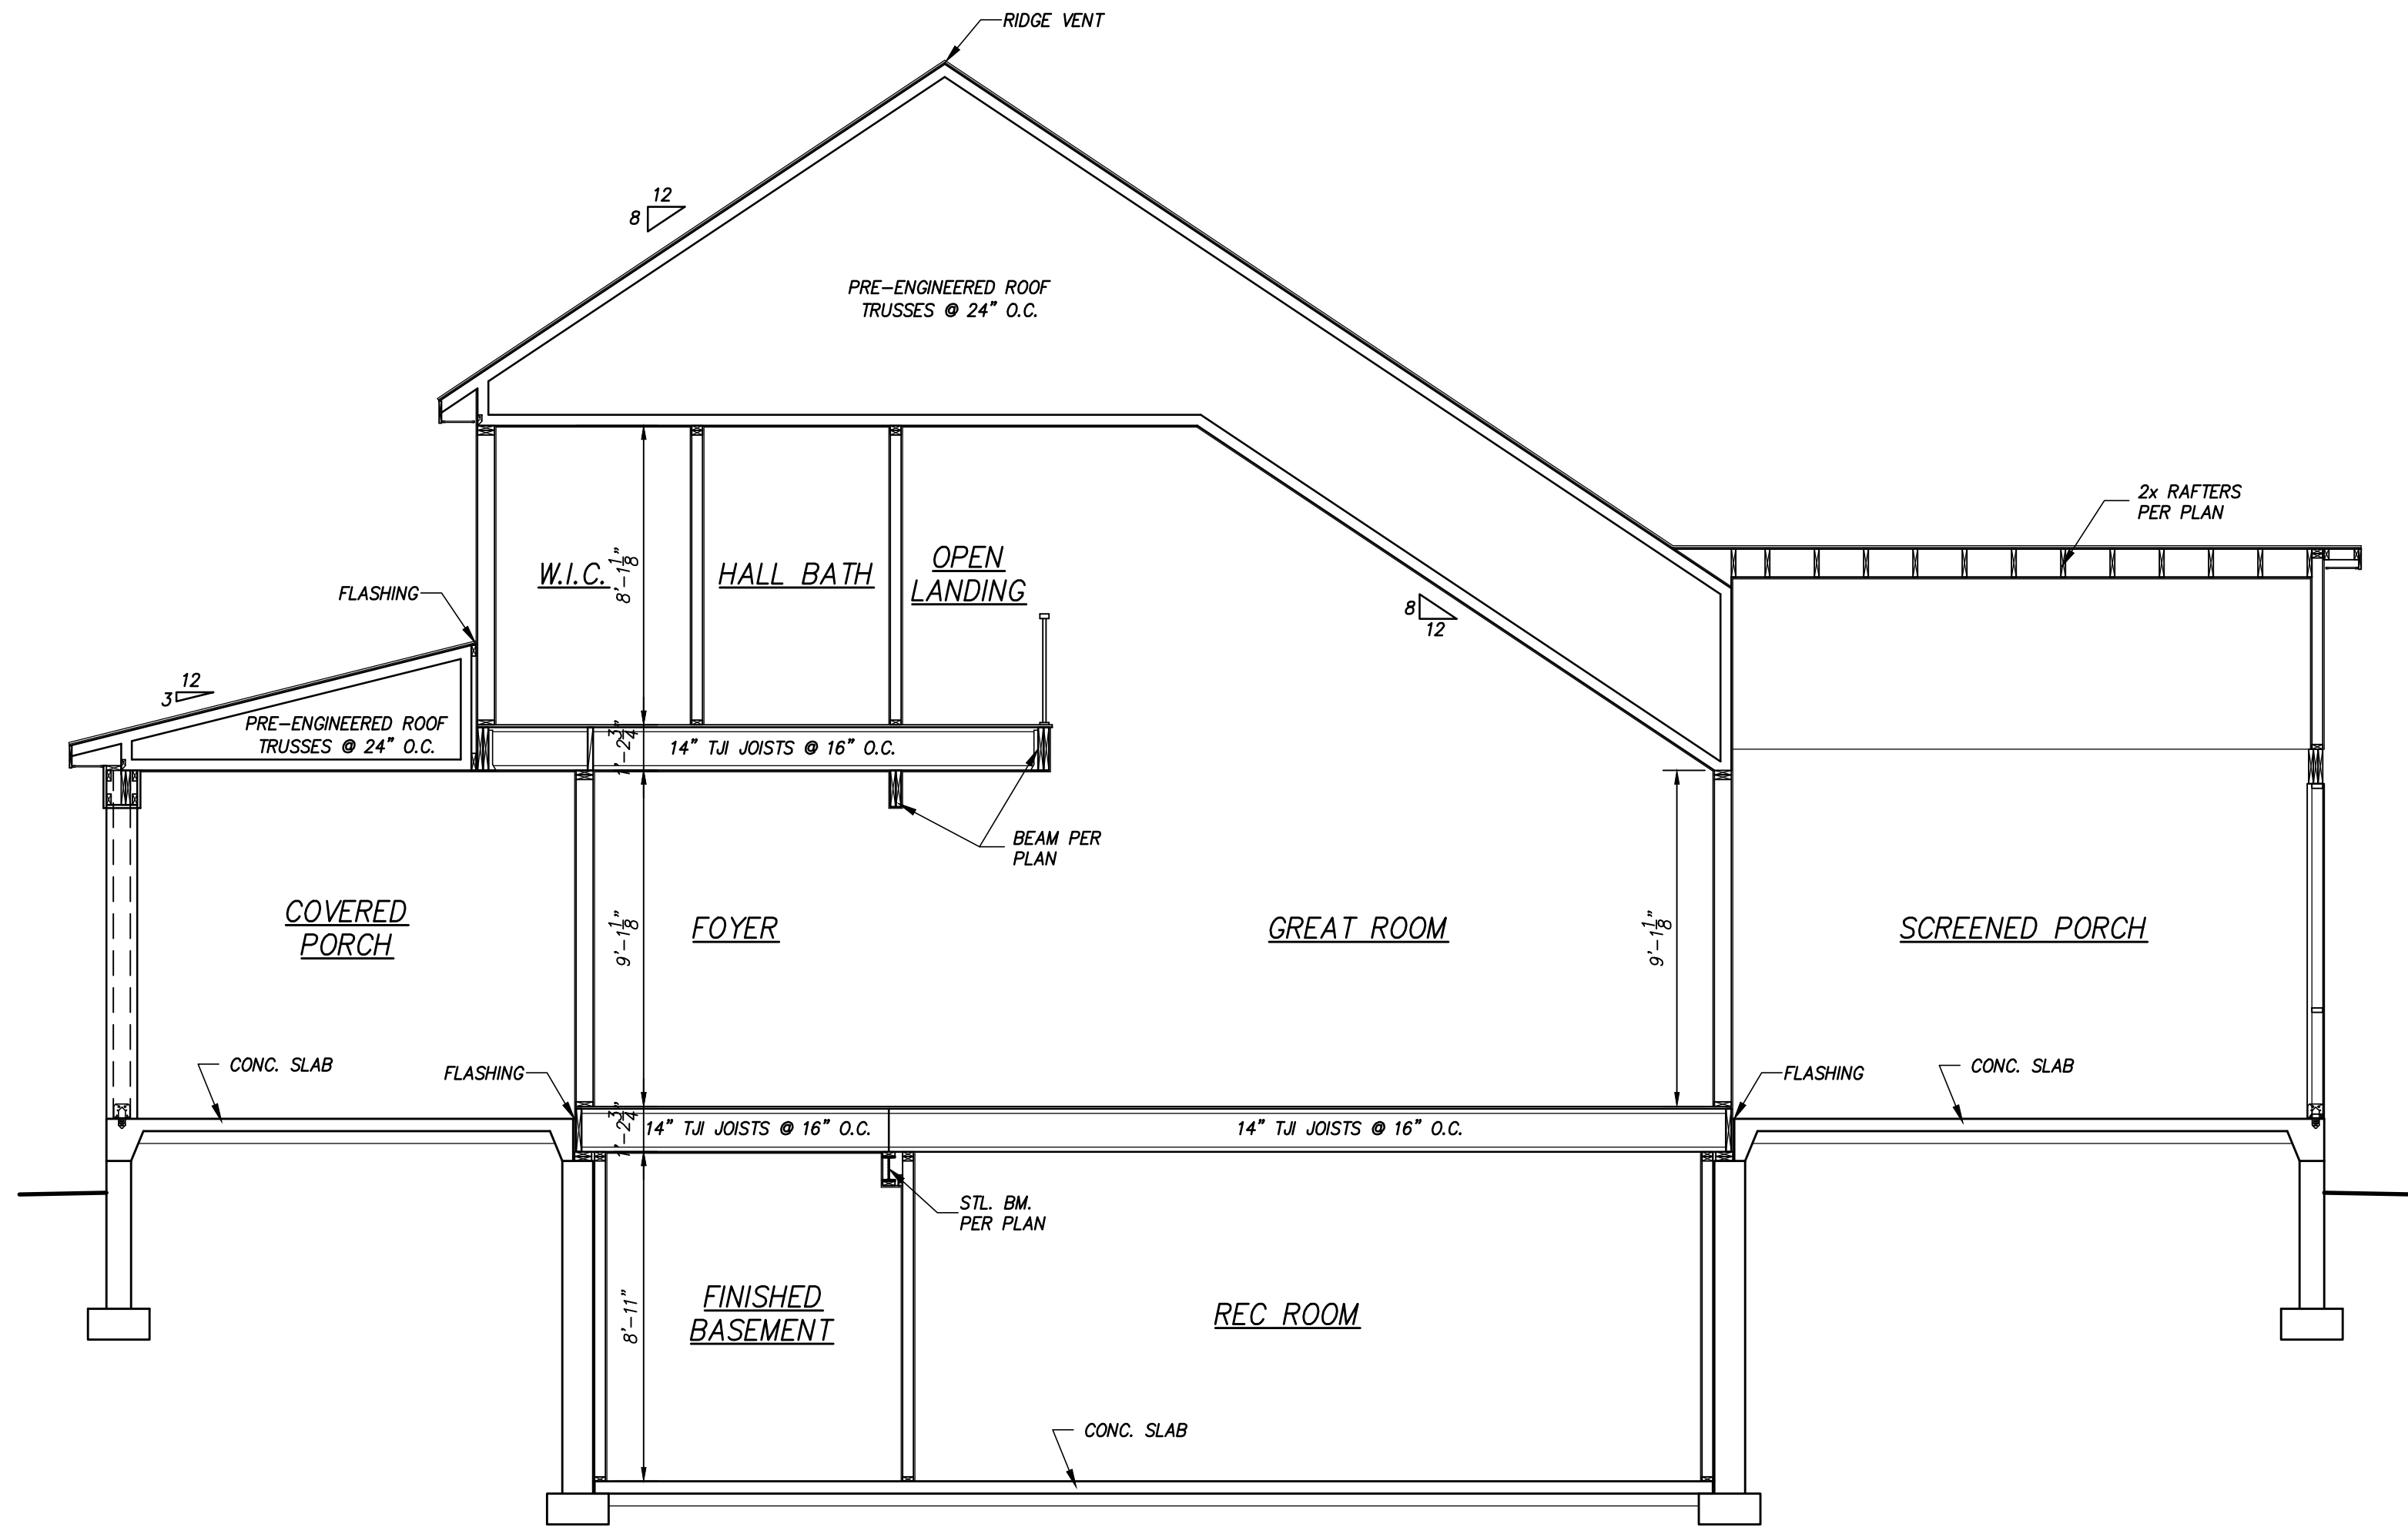 RIDGE VENT
12
8
PRE-ENGINEERED ROOF
TRUSSES @ 24" O.C.
2x RAFTERS
PER PLAN
W.I.C.
8'-1 1/8"
HALL BATH
OPEN
LANDING
FLASHING
8
12
12
3
PRE-ENGINEERED ROOF
TRUSSES @ 24" O.C.
1'-2 3/4"
14" TJI JOISTS @ 16" O.C.
BEAM PER
PLAN
COVERED
PORCH
9'-1 1/8"
FOYER
GREAT ROOM
9'-1 1/8"
SCREENED PORCH
CONC. SLAB
FLASHING
FLASHING
CONC. SLAB
1'-2 3/4"
14" TJI JOISTS @ 16" O.C.
14" TJI JOISTS @ 16" O.C.
STL. BM.
PER PLAN
8'-11"
FINISHED
BASEMENT
REC ROOM
CONC. SLAB